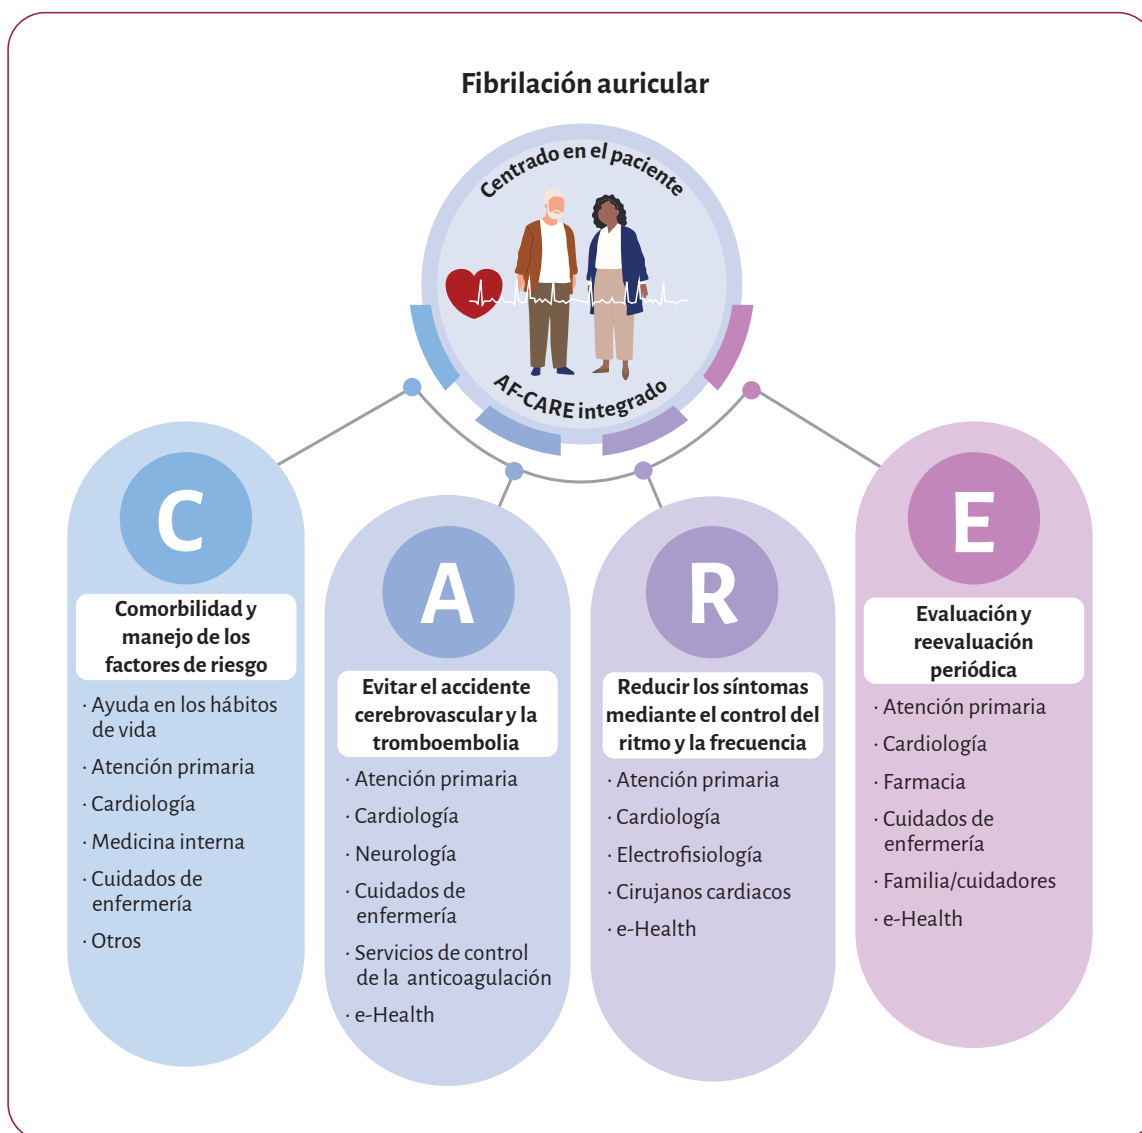 Fibrilación auricular
Centrado en el paciente
AF-CARE integrado
C
Comorbilidad y
manejo de los
factores de riesgo
· Ayuda en los hábitos
de vida
· Atención primaria
· Cardiología
· Medicina interna
· Cuidados de
enfermería
· Otros
A
Evitar el accidente
cerebrovascular y la
tromboembolia
· Atención primaria
· Cardiología
· Neurología
· Cuidados de
enfermería
· Servicios de control
de la anticoagulación
· e-Health
R
Reducir los síntomas
mediante el control del
ritmo y la frecuencia
· Atención primaria
· Cardiología
· Electrofisiología
· Cirujanos cardiacos
· e-Health
E
Evaluación y
reevaluación
periódica
· Atención primaria
· Cardiología
· Farmacia
· Cuidados de
enfermería
· Familia/cuidadores
· e-Health